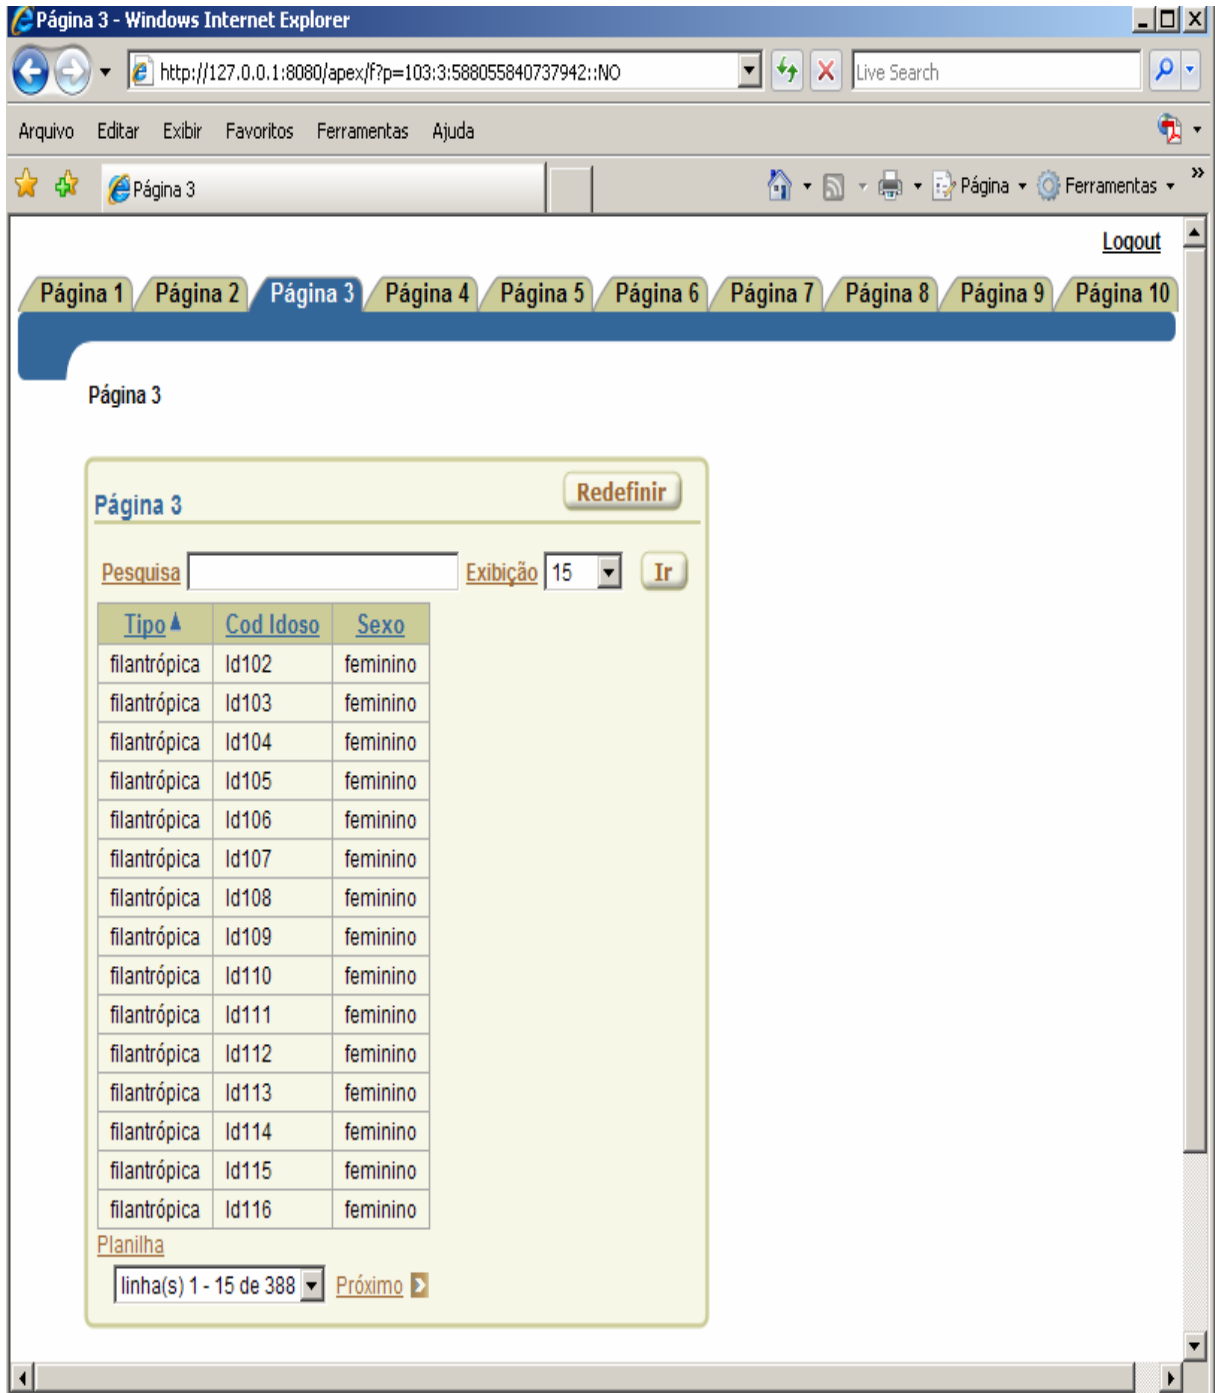 Página 3 - Windows Internet Explorer
http://127.0.0.1:8080/apex/f?p=103:3:588055840737942::NO Live Search
Arquivo Editar Exibir Favoritos Ferramentas Ajuda
Página 3 Página Ferramentas »
Logout
Página 1 Página 2 Página 3 Página 4 Página 5 Página 6 Página 7 Página 8 Página 9 Página 10
Página 3
Página 3 Redefinir
Pesquisa Exibição 15 Ir
Tipo Cod Idoso Sexo
filantrópica Id102 feminino
filantrópica Id103 feminino
filantrópica Id104 feminino
filantrópica Id105 feminino
filantrópica Id106 feminino
filantrópica Id107 feminino
filantrópica Id108 feminino
filantrópica Id109 feminino
filantrópica Id110 feminino
filantrópica Id111 feminino
filantrópica Id112 feminino
filantrópica Id113 feminino
filantrópica Id114 feminino
filantrópica Id115 feminino
filantrópica Id116 feminino
Planilha
linha(s) 1 - 15 de 388 Próximo